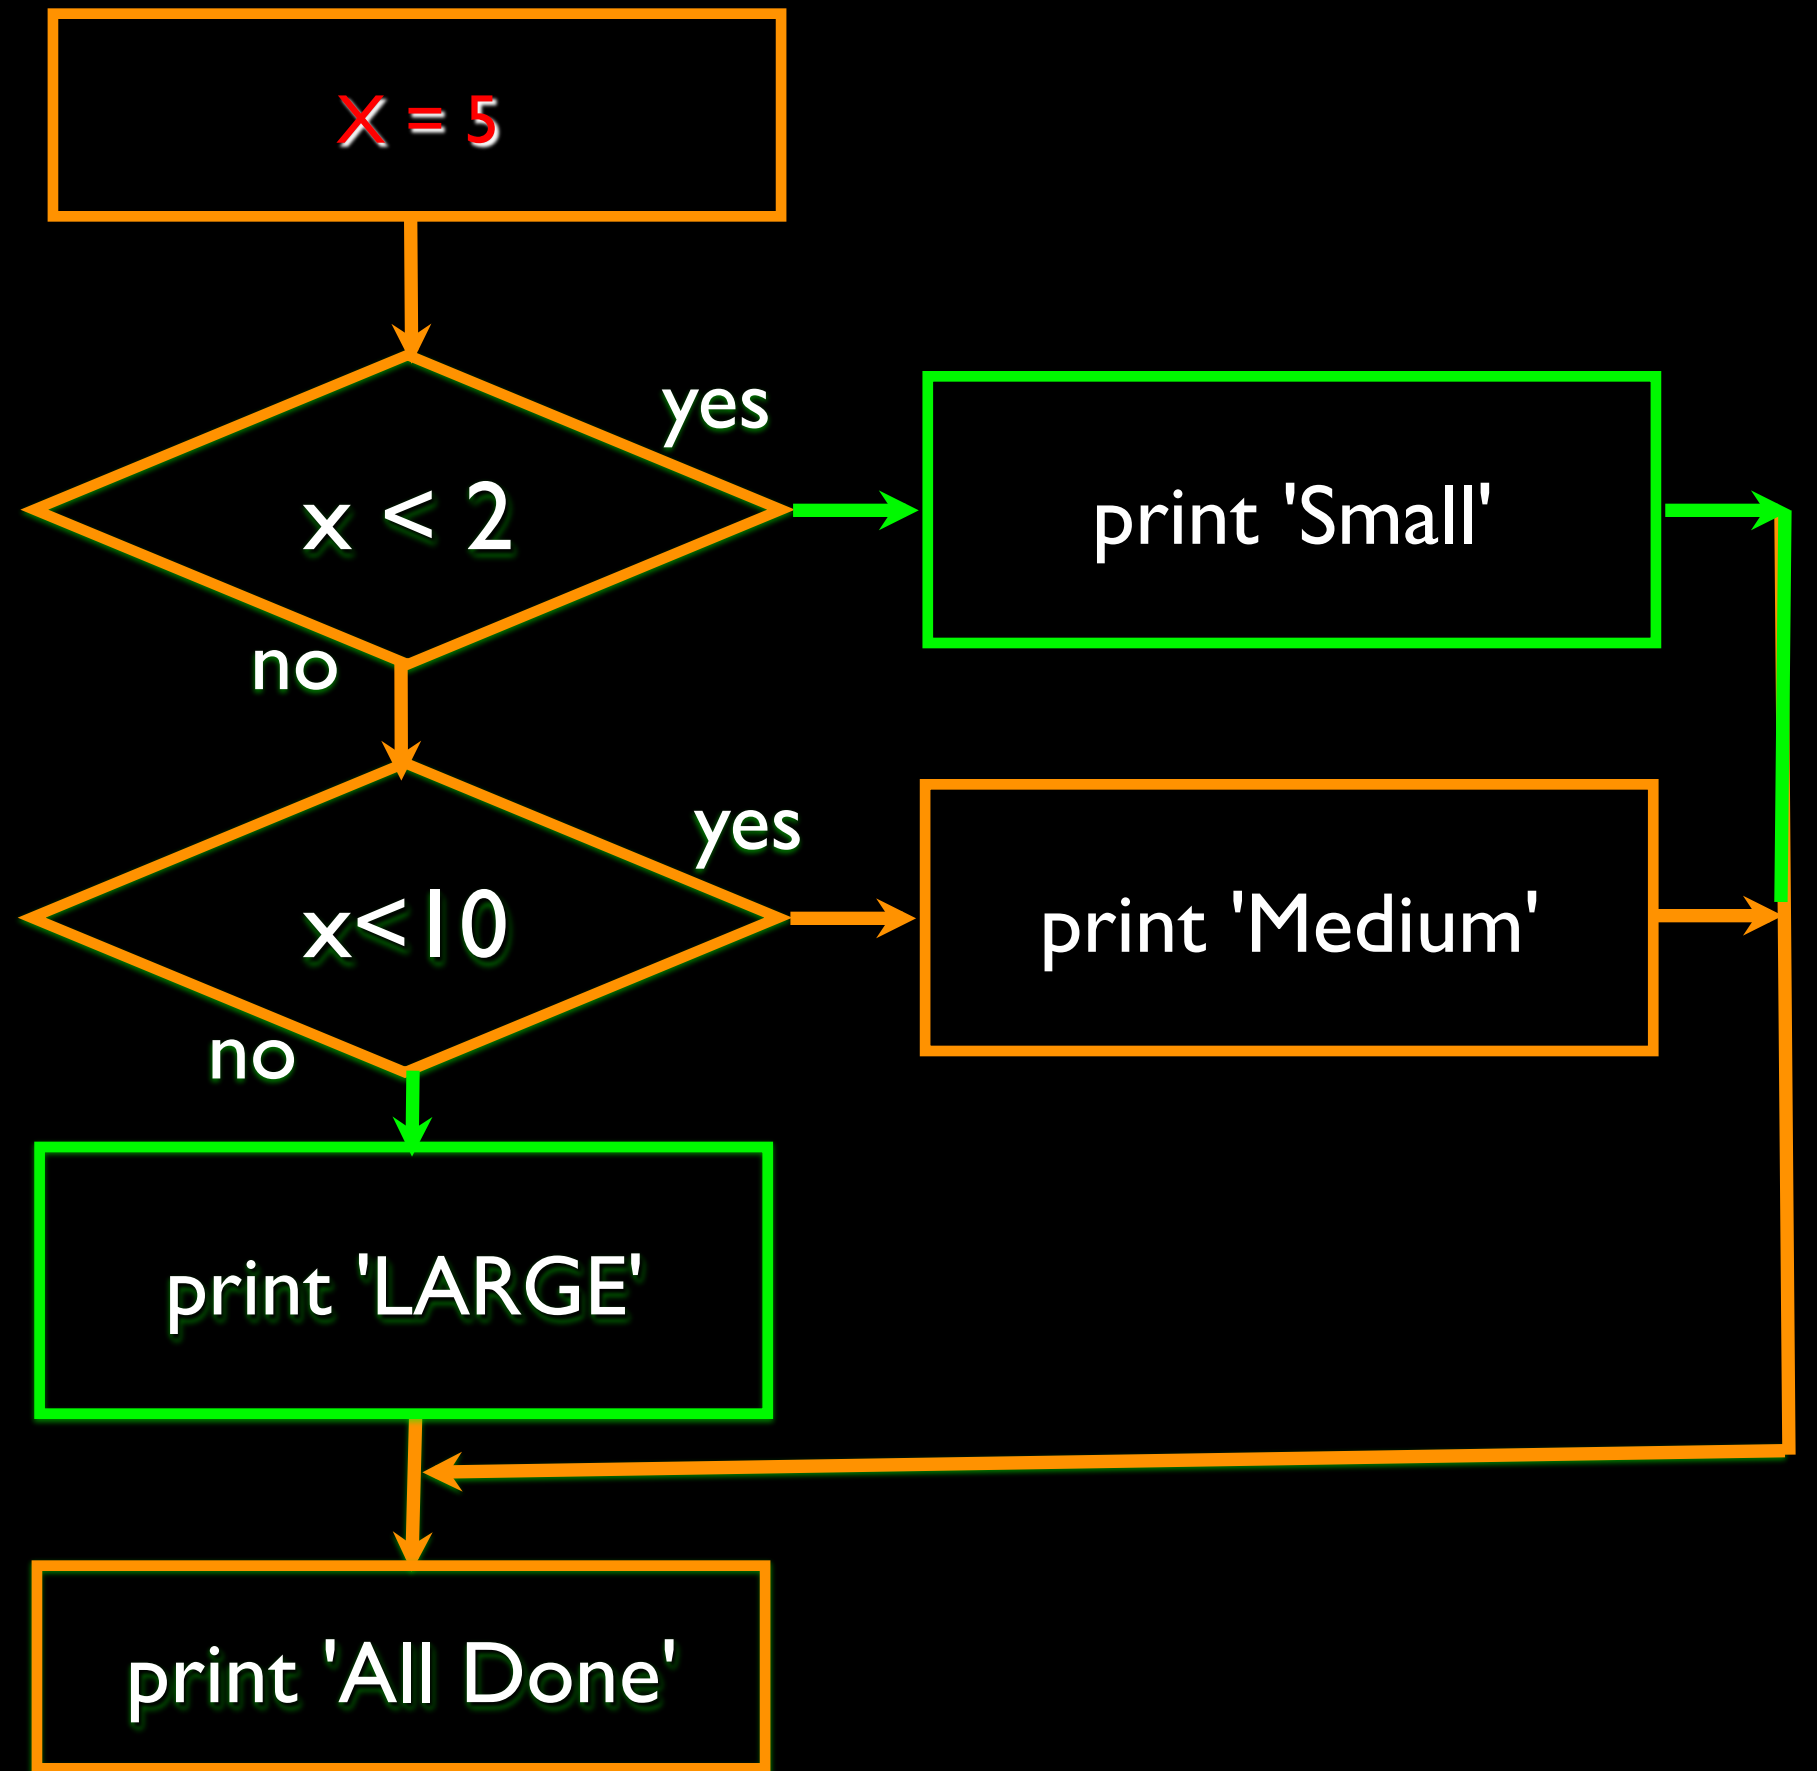 X = 5
yes
x < 2
print 'Small'
no
yes
x<10
print 'Medium'
no
print 'LARGE'
print 'All Done'